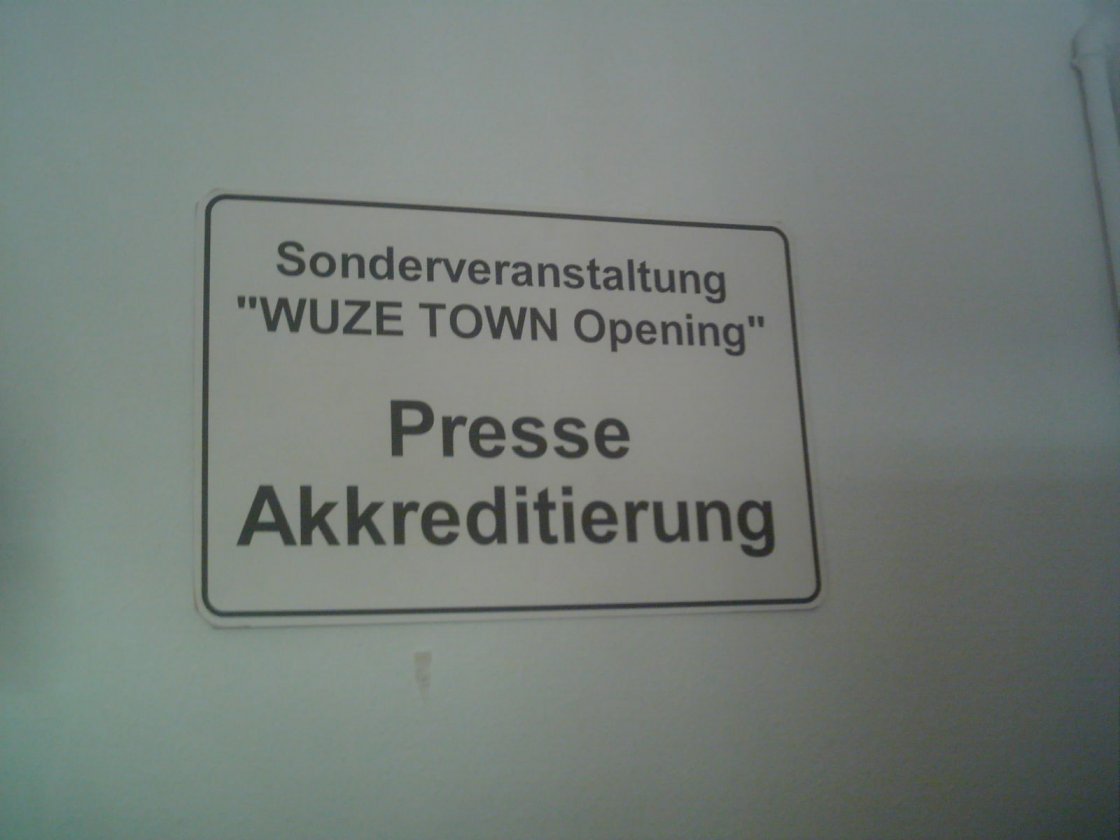 Sonderveranstaltung
"WUZE TOWN Opening"
Presse
Akkreditierung